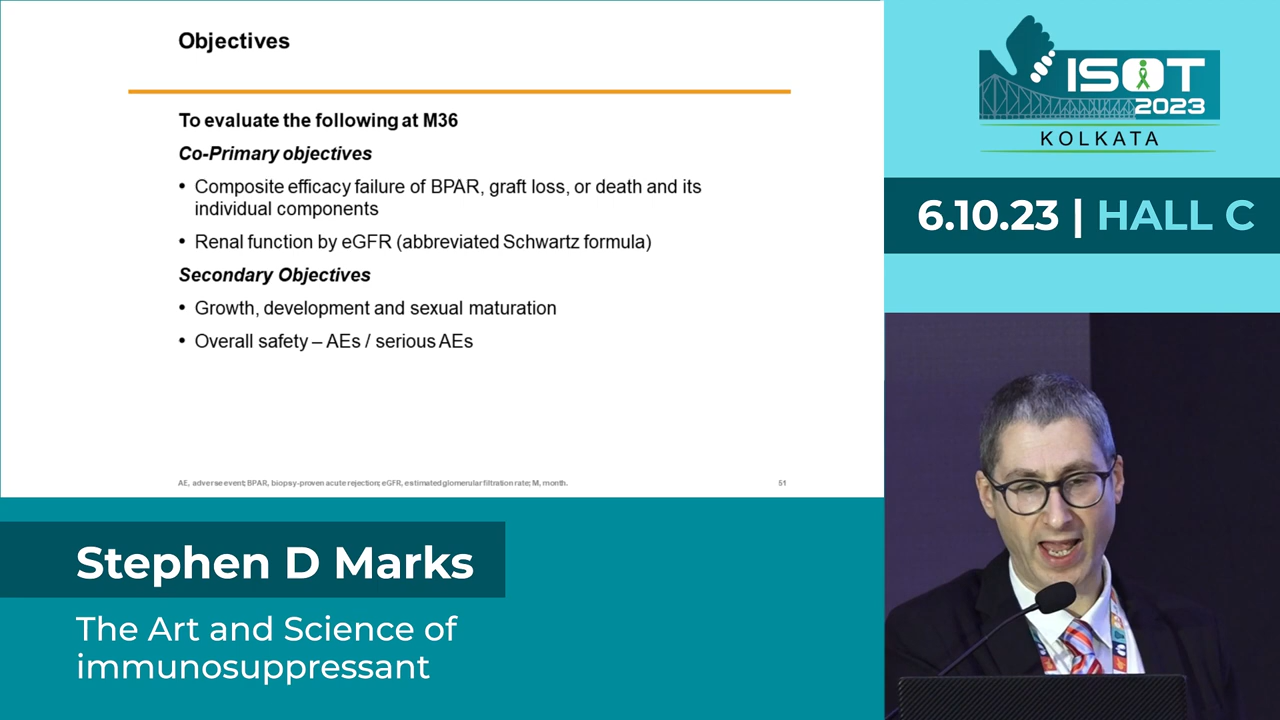 Objectives
To evaluate the following at M36
Co-Primary objectives
• Composite efficacy failure of BPAR, graft loss, or death and its
individual components
• Renal function by eGFR (abbreviated Schwartz formula)
Secondary Objectives
• Growth, development and sexual maturation
• Overall safety – AEs / serious AEs
AE, adverse event; BPAR, biopsy-proven acute rejection; eGFR, estimated glomerular filtration rate; M, month.
51
ISOT
2023
KOLKATA
6.10.23 | HALL C
Stephen D Marks
The Art and Science of
immunosuppressant